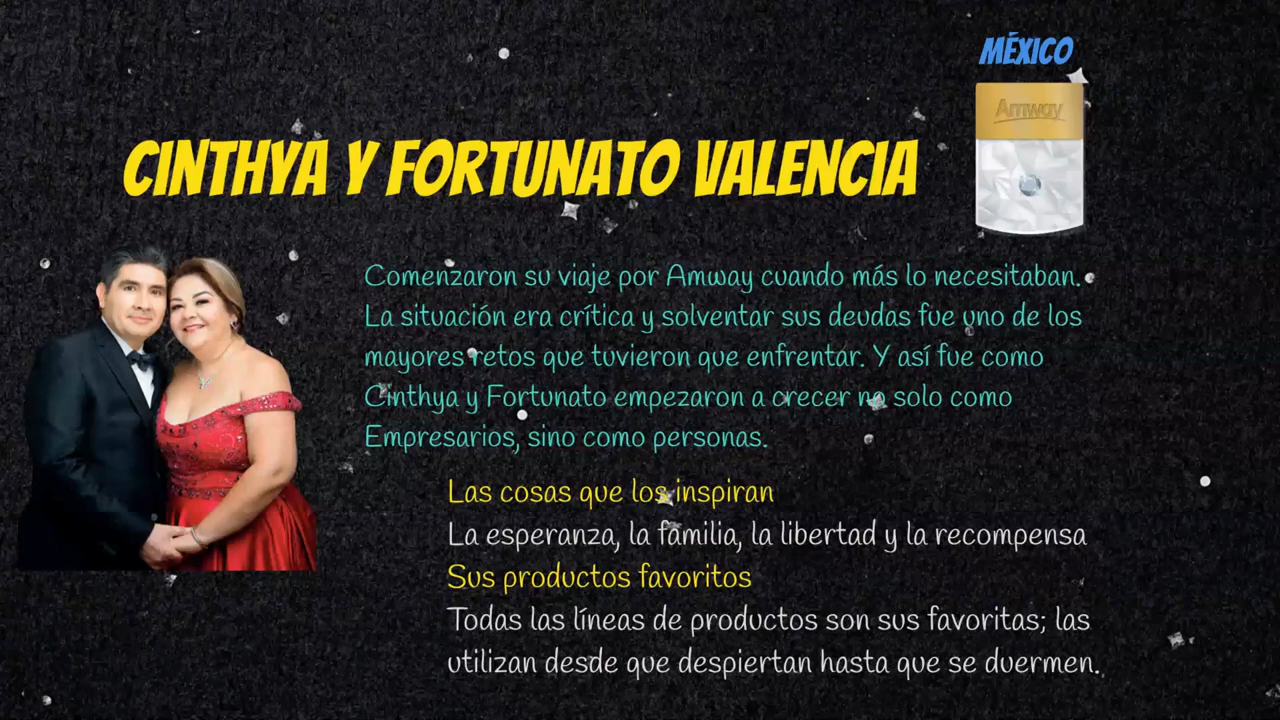 MÉXICO
Amway
CINTHYA Y FORTUNATO VALENCIA
Comenzaron su viaje por Amway cuando más lo necesitaban.
La situación era crítica y solventar sus deudas fue uno de los
mayores retos que tuvieron que enfrentar. Y así fue como
Cinthya y Fortunato empezaron a crecer no solo como
Empresarios, sino como personas.
Las cosas que los inspiran
La esperanza, la familia, la libertad y la recompensa
Sus productos favoritos
Todas las líneas de productos son sus favoritas; las
utilizan desde que despiertan hasta que se duermen.